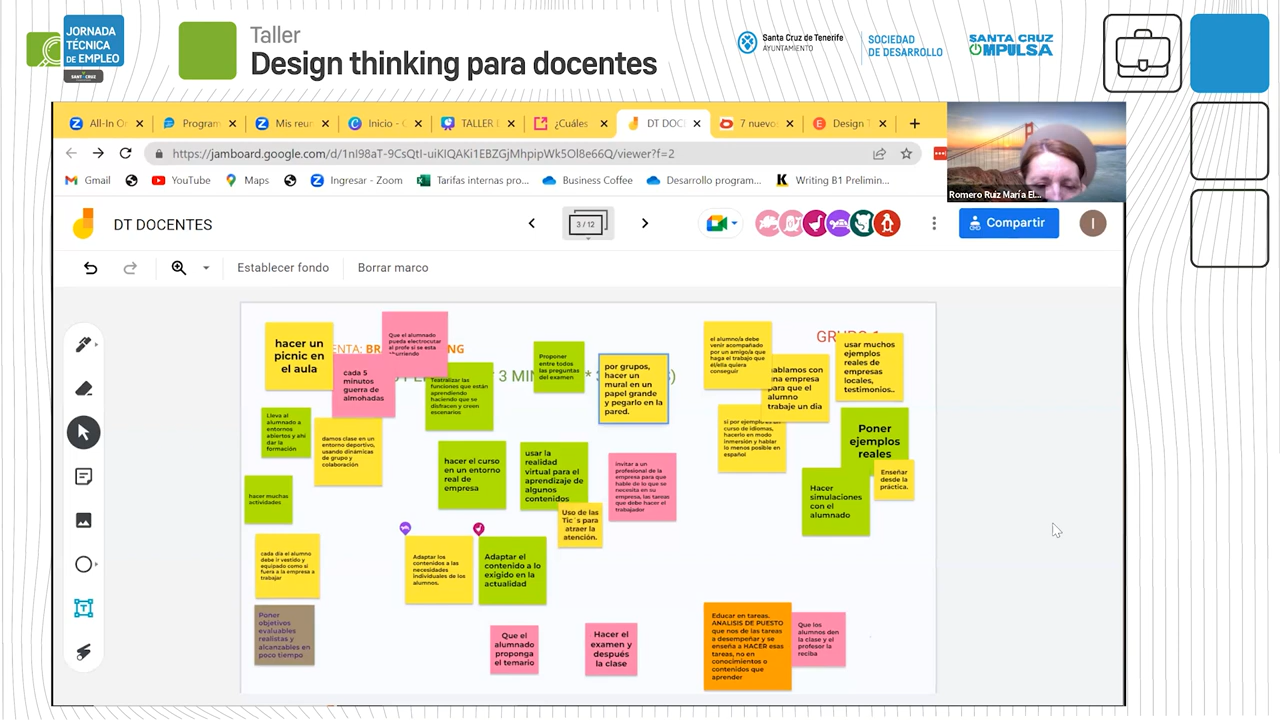 JORNADA
TÉCNICA
DE EMPLEO
SANTA CRUZ
Taller
Design thinking para docentes
Santa Cruz de Tenerife
AYUNTAMIENTO
SOCIEDAD
DE DESARROLLO
SANTA CRUZ
IMPULSA
All-In O
Program
Mis reu
Inicio - C
TALLER
¿Cuáles
DT DOC
7 nuevo
Design T
https://jamboard.google.com/d/1nI98aT-9CsQtI-uiKIQAKi1EBZGjMhpipWk5Ol8e66Q/viewer?f=2
Gmail
YouTube
Maps
Ingresar - Zoom
Tarifas internas pro...
Business Coffee
Desarrollo program...
Writing B1 Prelimin...
Romero Ruiz María El...
DT DOCENTES
3 / 12
Compartir
I
Establecer fondo
Borrar marco
hacer un
picnic en
el aula
Que el alumnado
pueda electrocutar
al profe si se esta
aburriendo
cada 5
minutos
guerra de
almohadas
Teatralizar las
funciones que están
aprendiendo
haciendo que se
disfracen y creen
escenarios
Proponer
entre todos
las preguntas
del examen
por grupos,
hacer un
mural en un
papel grande
y pegarlo en la
pared.
el alumno/a debe
venir acompañado
por un amigo/a que
haga el trabajo que
él/ella quiera
conseguir
hablamos con
una empresa
para que el
alumno
trabaje un dia
GRUPO 1
usar muchos
ejemplos
reales de
empresas
locales,
testimonios..
Lleva al
alumnado a
entornos
abiertos y ahí
dar la
formación
damos clase en un
entorno deportivo,
usando dinámicas
de grupo y
colaboración
si por ejemplo es un
curso de idiomas,
hacerlo en modo
inmersión y hablar
lo menos posible en
español
Poner
ejemplos
reales
hacer el curso
en un entorno
real de
empresa
usar la
realidad
virtual para el
aprendizaje de
algunos
contenidos
invitar a un
profesional de la
empresa para que
hable de lo que se
necesita en su
empresa, las tareas
que debe hacer el
trabajador
Hacer
simulaciones
con el
alumnado
Enseñar
desde la
práctica.
hacer muchas
actividades
Uso de las
Tic´s para
atraer la
atención.
cada día el alumno
debe ir vestido y
equipado como si
fuera a la empresa a
trabajar
Adaptar los
contenidos a las
necesidades
individuales de los
alumnos.
Adaptar el
contenido a lo
exigido en la
actualidad
Poner
objetivos
evaluables
realistas y
alcanzables en
poco tiempo
Que el
alumnado
proponga
el temario
Hacer el
examen y
después
la clase
Educar en tareas.
ANALISIS DE PUESTO
que nos de las tareas
a desempeñar y se
enseña a HACER esas
tareas, no en
conocimientos o
contenidos que
aprender
Que los
alumnos den
la clase y el
profesor la
reciba